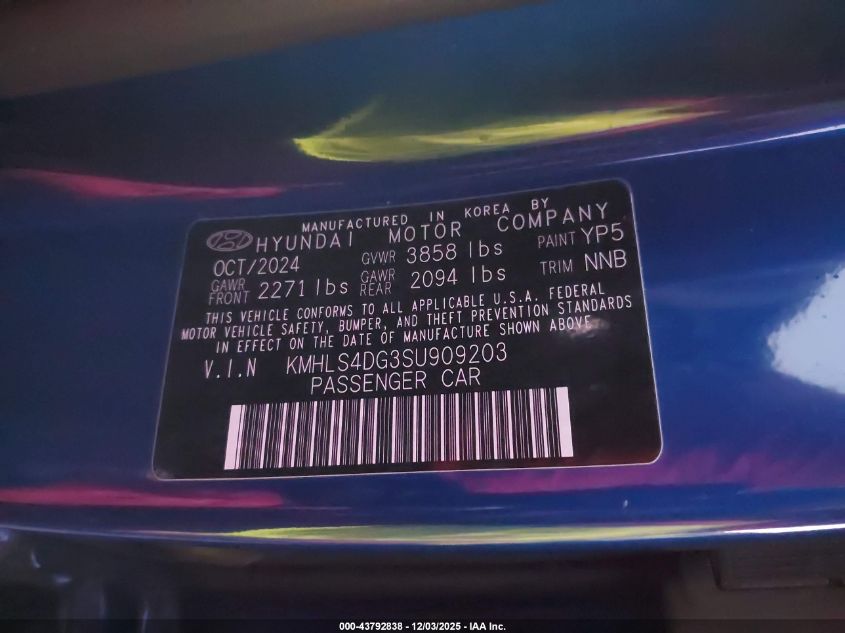 MANUFACTURED IN KOREA BY
HYUNDAI MOTOR COMPANY
OCT/2024 GVWR 3858 lbs PAINT YP5
GAWR FRONT 2271 lbs GAWR REAR 2094 lbs TRIM NNB
THIS VEHICLE CONFORMS TO ALL APPLICABLE U.S.A. FEDERAL
MOTOR VEHICLE SAFETY, BUMPER, AND THEFT PREVENTION STANDARDS
IN EFFECT ON THE DATE OF MANUFACTURE SHOWN ABOVE.
V.I.N KMHLS4DG3SU909203
PASSENGER CAR
000-43792838 - 12/03/2025 - IAA Inc.